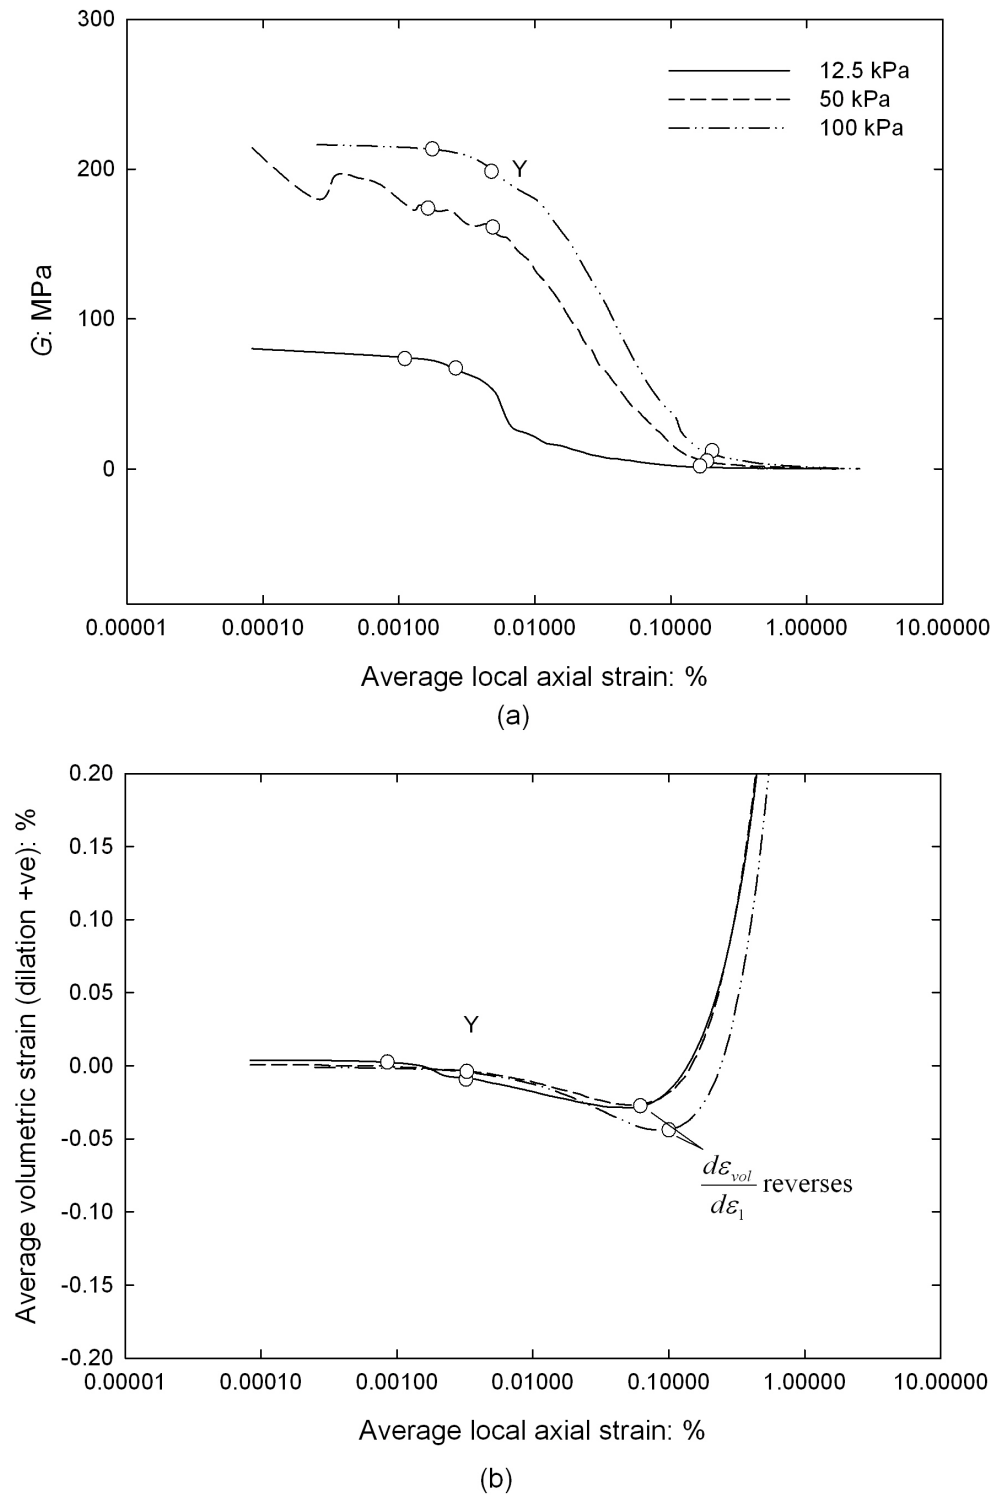 300
200
100
0
G: MPa
12.5 kPa
50 kPa
100 kPa
Y
0.00001 0.00010 0.00100 0.01000 0.10000 1.00000 10.00000
Average local axial strain: %
(a)
0.20
0.15
0.10
0.05
0.00
-0.05
-0.10
-0.15
-0.20
Average volumetric strain (dilation +ve): %
Y
dε_vol
dε_1 reverses
0.00001 0.00010 0.00100 0.01000 0.10000 1.00000 10.00000
Average local axial strain: %
(b)